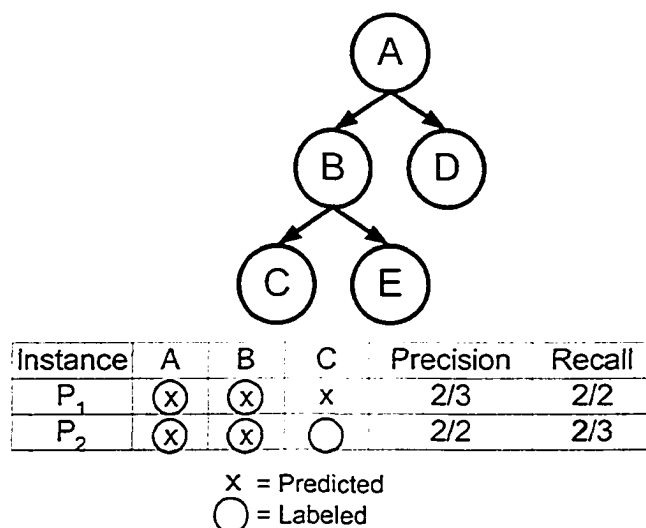 A
B D
C E
Instance A B C Precision Recall
P1 x x x 2/3 2/2
P2 x x 2/2 2/3
x = Predicted
= Labeled